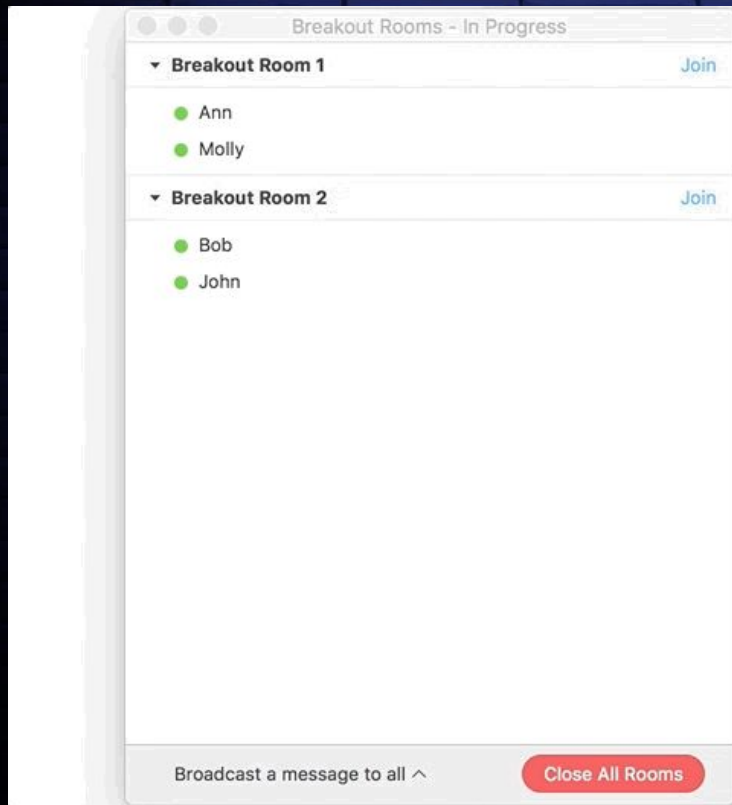 Breakout Rooms - In Progress
Breakout Room 1 Join
Ann
Molly
Breakout Room 2 Join
Bob
John
Broadcast a message to all Close All Rooms